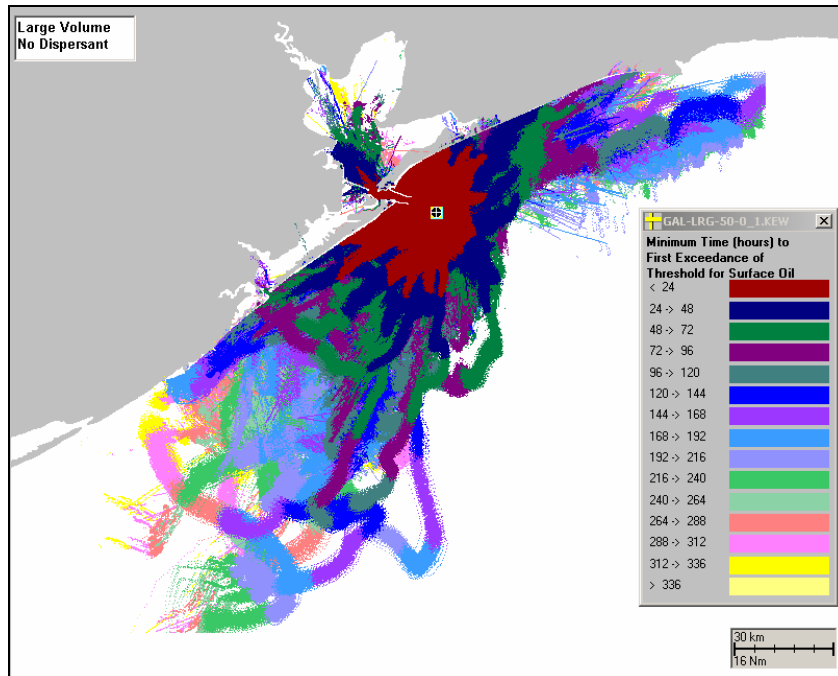 Large Volume
No Dispersant
GAL-LRG-50-0_1.KEW
Minimum Time (hours) to
First Exceedance of
Threshold for Surface Oil
< 24
24 -> 48
48 -> 72
72 -> 96
96 -> 120
120 -> 144
144 -> 168
168 -> 192
192 -> 216
216 -> 240
240 -> 264
264 -> 288
288 -> 312
312 -> 336
> 336
30 km
16 Nm